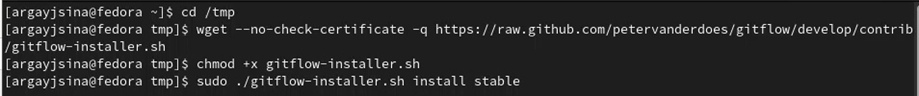 [argayjsina@fedora ~]$ cd /tmp
[argayjsina@fedora tmp]$ wget --no-check-certificate -q https://raw.github.com/petervanderdoes/gitflow/develop/contrib
/gitflow-installer.sh
[argayjsina@fedora tmp]$ chmod +x gitflow-installer.sh
[argayjsina@fedora tmp]$ sudo ./gitflow-installer.sh install stable